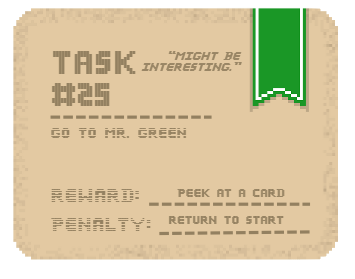 TASK "MIGHT BE
INTERESTING."
#25
GO TO MR. GREEN
REWARD: PEEK AT A CARD
PENALTY: RETURN TO START